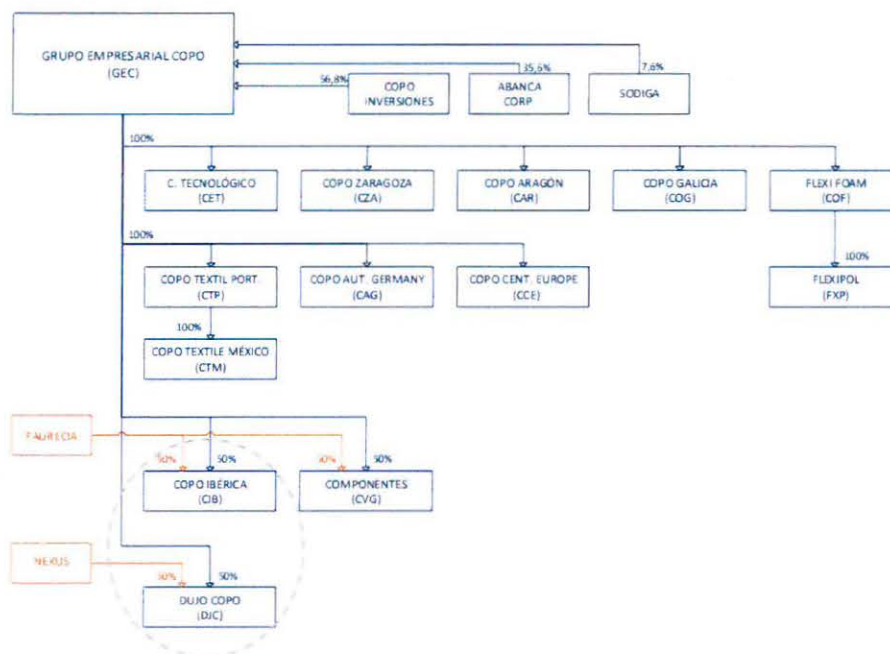 GRUPO EMPRESARIAL COPO
(GEC)
56,8%
35,6%
7,6%
COPO
INVERSIONES
ABANCA
CORP
SODIGA
100%
C. TECNOLÓGICO
(CET)
COPO ZARAGOZA
(CZA)
COPO ARAGÓN
(CAR)
COPO GALICIA
(COG)
FLEXI FOAM
(COF)
100%
100%
COPO TEXTIL PORT.
(CTP)
COPO AUT. GERMANY
(CAG)
COPO CENT. EUROPE
(CCE)
FLEXIPOL
(FXP)
100%
COPO TEXTILE MÉXICO
(CTM)
FAURECIA
50%
50%
50%
50%
COPO IBÉRICA
(CIB)
COMPONENTES
(CVG)
NEXUS
50%
50%
DUJO COPO
(DJC)